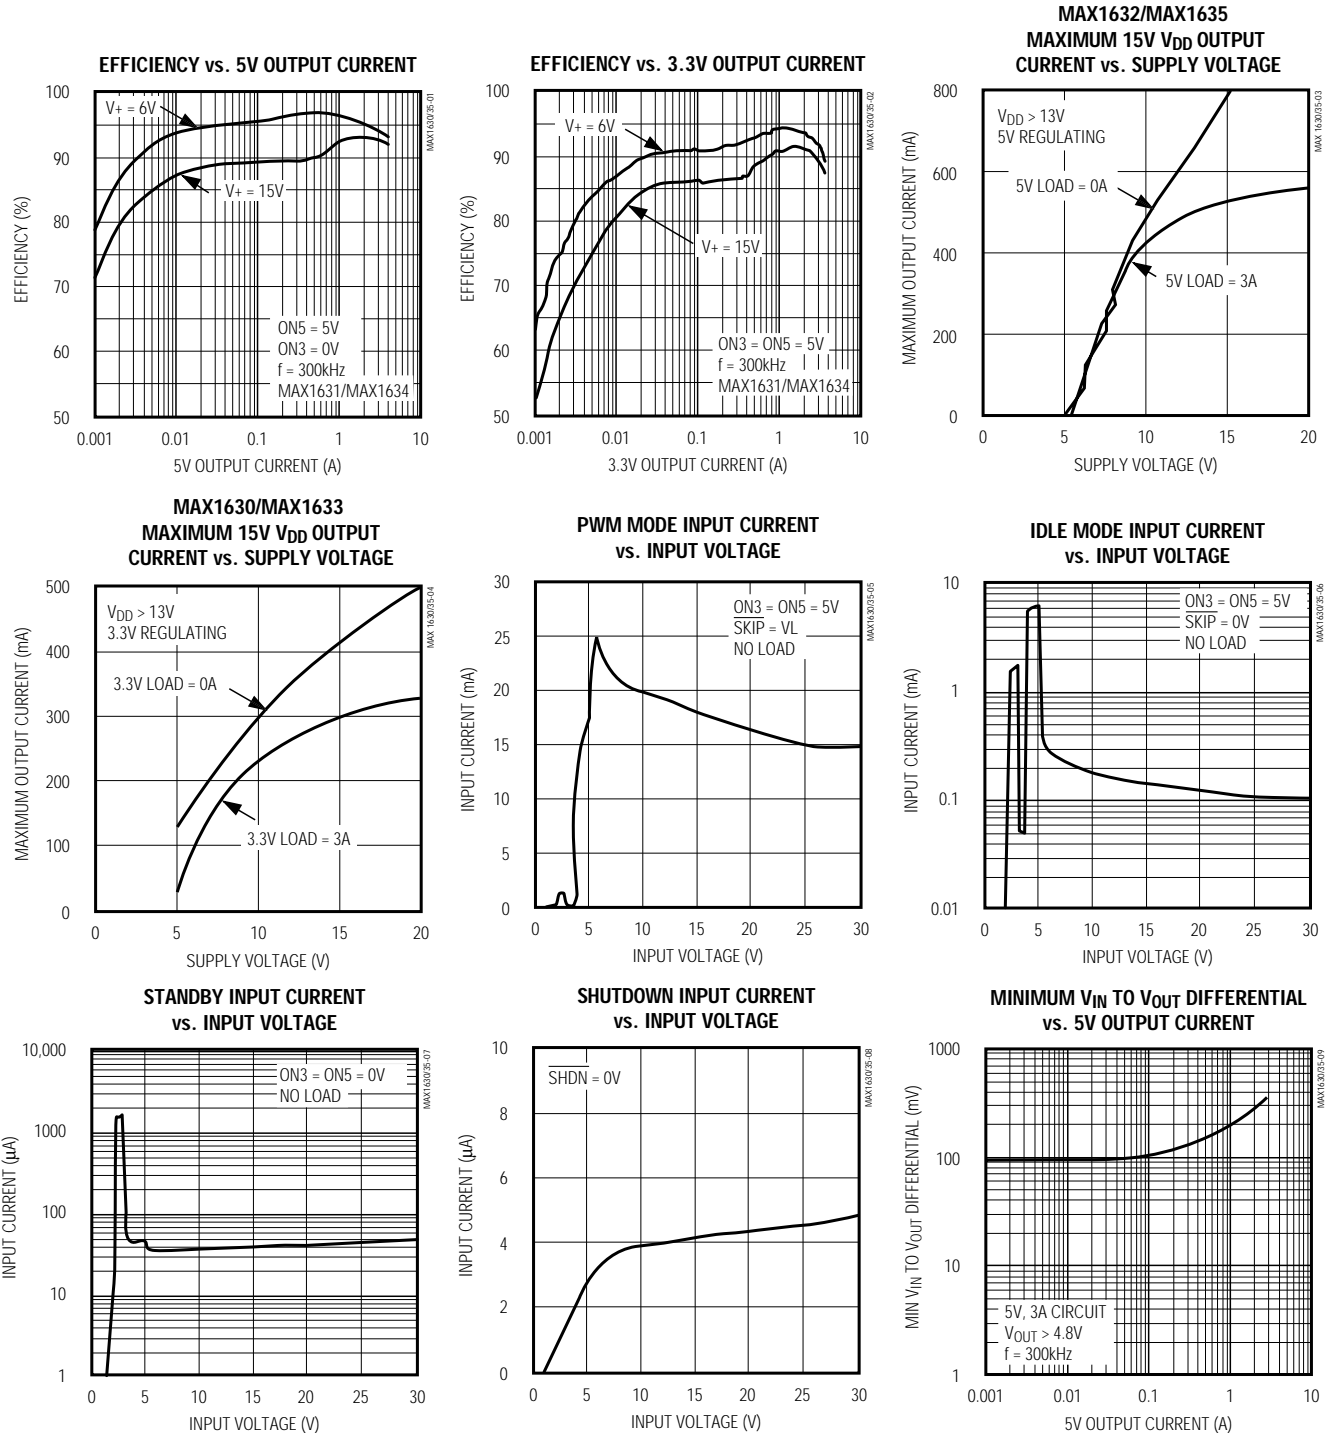 EFFICIENCY vs. 5V OUTPUT CURRENT
100
90
80
70
60
50
EFFICIENCY (%)
V+ = 6V
V+ = 15V
ON5 = 5V
ON3 = 0V
f = 300kHz
MAX1631/MAX1634
MAX1630/35-01
0.001 0.01 0.1 1 10
5V OUTPUT CURRENT (A)
EFFICIENCY vs. 3.3V OUTPUT CURRENT
100
90
80
70
60
50
EFFICIENCY (%)
V+ = 6V
V+ = 15V
ON3 = ON5 = 5V
f = 300kHz
MAX1631/MAX1634
MAX1630/35-02
0.001 0.01 0.1 1 10
3.3V OUTPUT CURRENT (A)
MAX1632/MAX1635
MAXIMUM 15V VDD OUTPUT
CURRENT vs. SUPPLY VOLTAGE
800
600
400
200
0
MAXIMUM OUTPUT CURRENT (mA)
VDD > 13V
5V REGULATING
5V LOAD = 0A
5V LOAD = 3A
MAX 1630/35-03
0 5 10 15 20
SUPPLY VOLTAGE (V)
MAX1630/MAX1633
MAXIMUM 15V VDD OUTPUT
CURRENT vs. SUPPLY VOLTAGE
500
400
300
200
100
0
MAXIMUM OUTPUT CURRENT (mA)
VDD > 13V
3.3V REGULATING
3.3V LOAD = 0A
3.3V LOAD = 3A
MAX 1630/35-04
0 5 10 15 20
SUPPLY VOLTAGE (V)
PWM MODE INPUT CURRENT
vs. INPUT VOLTAGE
30
25
20
15
10
5
0
INPUT CURRENT (mA)
ON3 = ON5 = 5V
SKIP = VL
NO LOAD
MAX1630/35-05
0 5 10 15 20 25 30
INPUT VOLTAGE (V)
IDLE MODE INPUT CURRENT
vs. INPUT VOLTAGE
10
1
0.1
0.01
INPUT CURRENT (mA)
ON3 = ON5 = 5V
SKIP = 0V
NO LOAD
MAX1630/35-06
0 5 10 15 20 25 30
INPUT VOLTAGE (V)
STANDBY INPUT CURRENT
vs. INPUT VOLTAGE
10,000
1000
100
10
1
INPUT CURRENT (µA)
ON3 = ON5 = 0V
NO LOAD
MAX1630/35-07
0 5 10 15 20 25 30
INPUT VOLTAGE (V)
SHUTDOWN INPUT CURRENT
vs. INPUT VOLTAGE
10
8
6
4
2
0
INPUT CURRENT (µA)
SHDN = 0V
MAX1630/35-08
0 5 10 15 20 25 30
INPUT VOLTAGE (V)
MINIMUM VIN TO VOUT DIFFERENTIAL
vs. 5V OUTPUT CURRENT
1000
100
10
1
MIN VIN TO VOUT DIFFERENTIAL (mV)
5V, 3A CIRCUIT
VOUT > 4.8V
f = 300kHz
MAX1630/35-09
0.001 0.01 0.1 1 10
5V OUTPUT CURRENT (A)